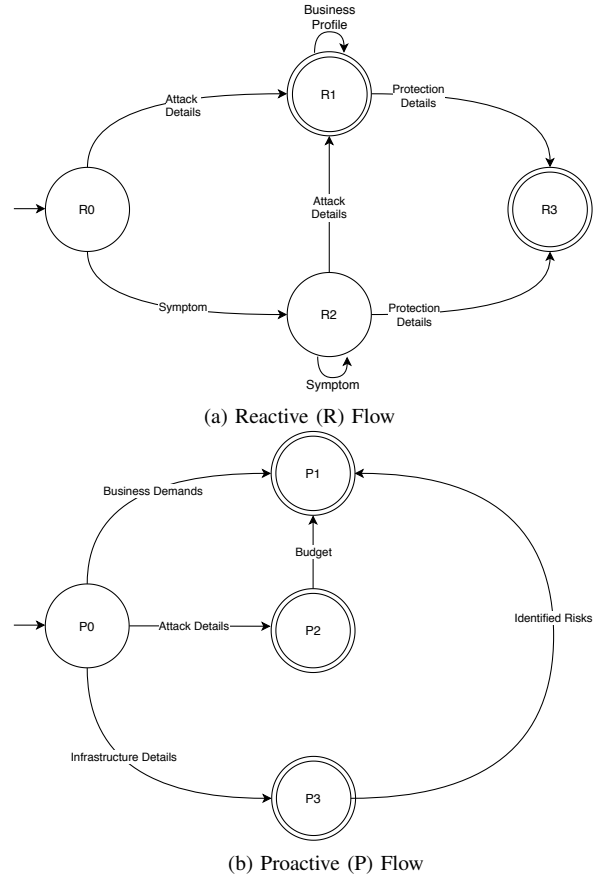 Business
Profile
R1
Attack
Details
Protection
Details
R0
Attack
Details
R3
Symptom
R2
Protection
Details
Symptom
(a) Reactive (R) Flow
P1
Business Demands
Budget
P0
Attack Details
P2
Identified Risks
Infrastructure Details
P3
(b) Proactive (P) Flow